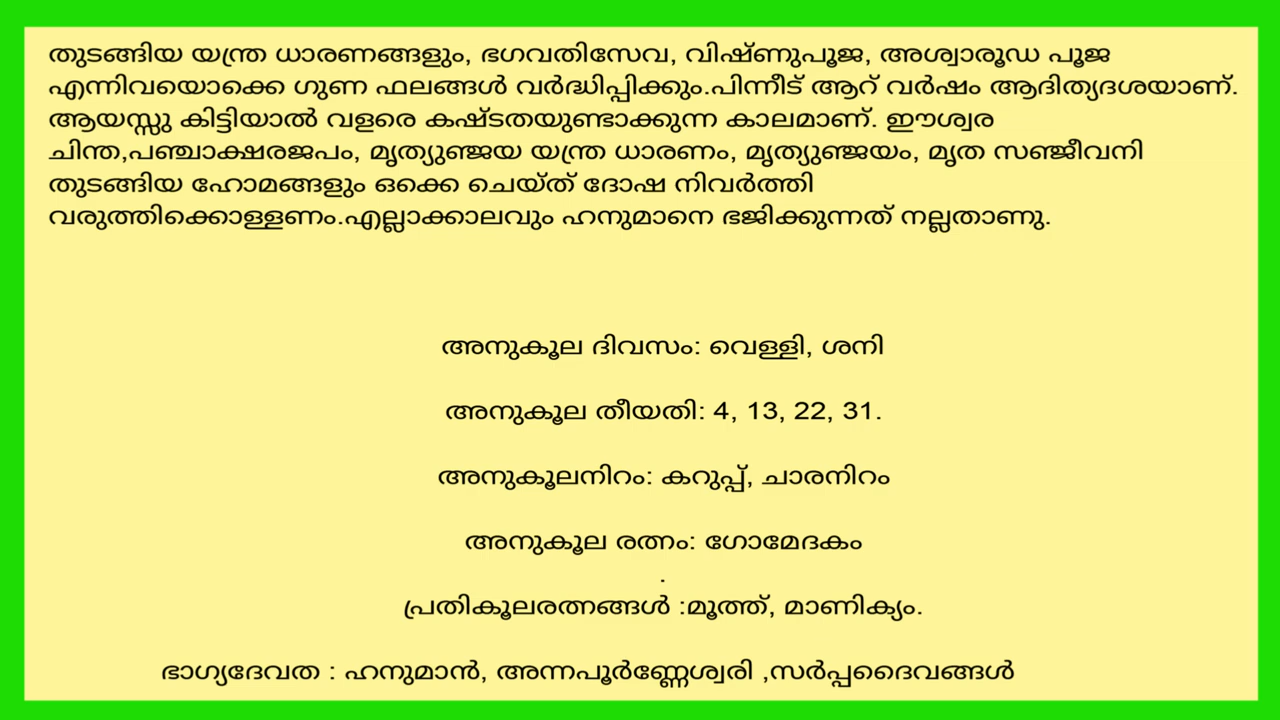 തുടങ്ങിയ യന്ത്ര ധാരണങ്ങളും, ഭഗവതിസേവ, വിഷ്ണുപൂജ, അശ്വാരൂഡ പൂജ
എന്നിവയൊക്കെ ഗുണ ഫലങ്ങൾ വർദ്ധിപ്പിക്കും.പിന്നീട് ആറ് വർഷം ആദിത്യദശയാണ്.
ആയസ്സു കിട്ടിയാൽ വളരെ കഷ്ടതയുണ്ടാക്കുന്ന കാലമാണ്. ഈശ്വര
ചിന്ത,പഞ്ചാക്ഷരജപം, മൃത്യുഞ്ജയ യന്ത്ര ധാരണം, മൃത്യുഞ്ജയം, മൃത സഞ്ജീവനി
തുടങ്ങിയ ഹോമങ്ങളും ഒക്കെ ചെയ്ത് ദോഷ നിവർത്തി
വരുത്തിക്കൊള്ളണം.എല്ലാക്കാലവും ഹനുമാനെ ഭജിക്കുന്നത് നല്ലതാണു.
അനുകൂല ദിവസം: വെള്ളി, ശനി
അനുകൂല തീയതി: 4, 13, 22, 31.
അനുകൂലനിറം: കറുപ്പ്, ചാരനിറം
അനുകൂല രത്നം: ഗോമേദകം
.
പ്രതികൂലരത്നങ്ങൾ :മൂത്ത്, മാണിക്യം.
ഭാഗ്യദേവത : ഹനുമാൻ, അന്നപൂർണ്ണേശ്വരി ,സർപ്പദൈവങ്ങൾ